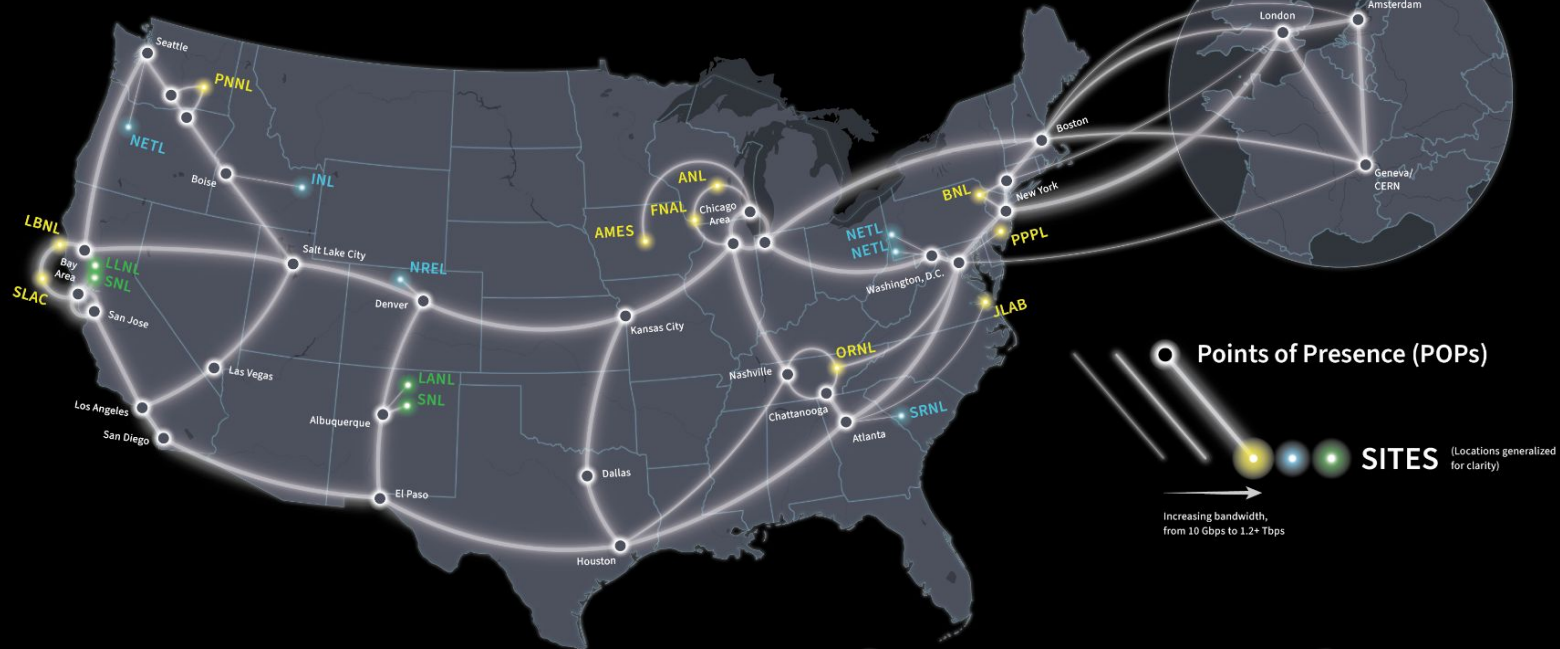 Amsterdam
London
Seattle
PNNL
NETL
Boston
Boise
INL
Geneva/
CERN
ANL
BNL
New York
FNAL
Chicago
Area
LBNL
AMES
NETL
NETL
PPPL
Bay
Area
LLNL
SNL
Salt Lake City
NREL
Washington, D.C.
SLAC
Denver
JLAB
San Jose
Kansas City
ORNL
Points of Presence (POPs)
Las Vegas
Nashville
LANL
SNL
Los Angeles
Albuquerque
Chattanooga
SRNL
San Diego
Atlanta
SITES
(Locations generalized
for clarity)
Dallas
El Paso
Increasing bandwidth,
from 10 Gbps to 1.2+ Tbps
Houston